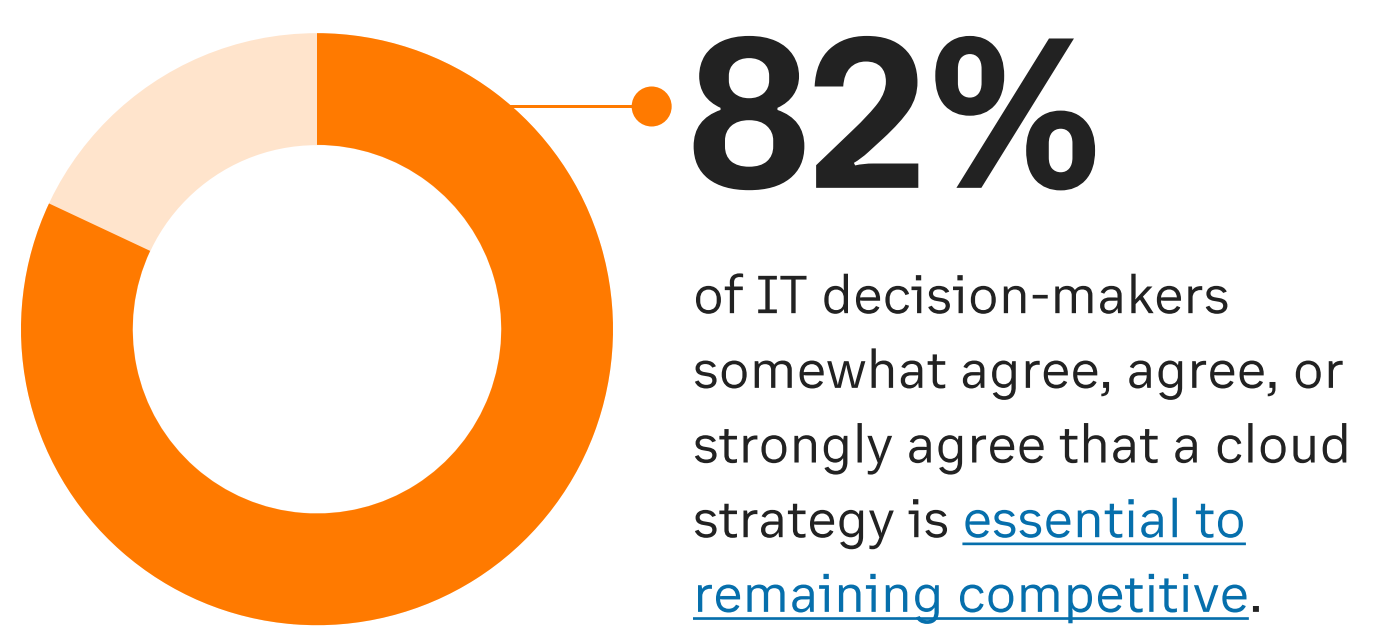 82%
of IT decision-makers
somewhat agree, agree, or
strongly agree that a cloud
strategy is essential to
remaining competitive.